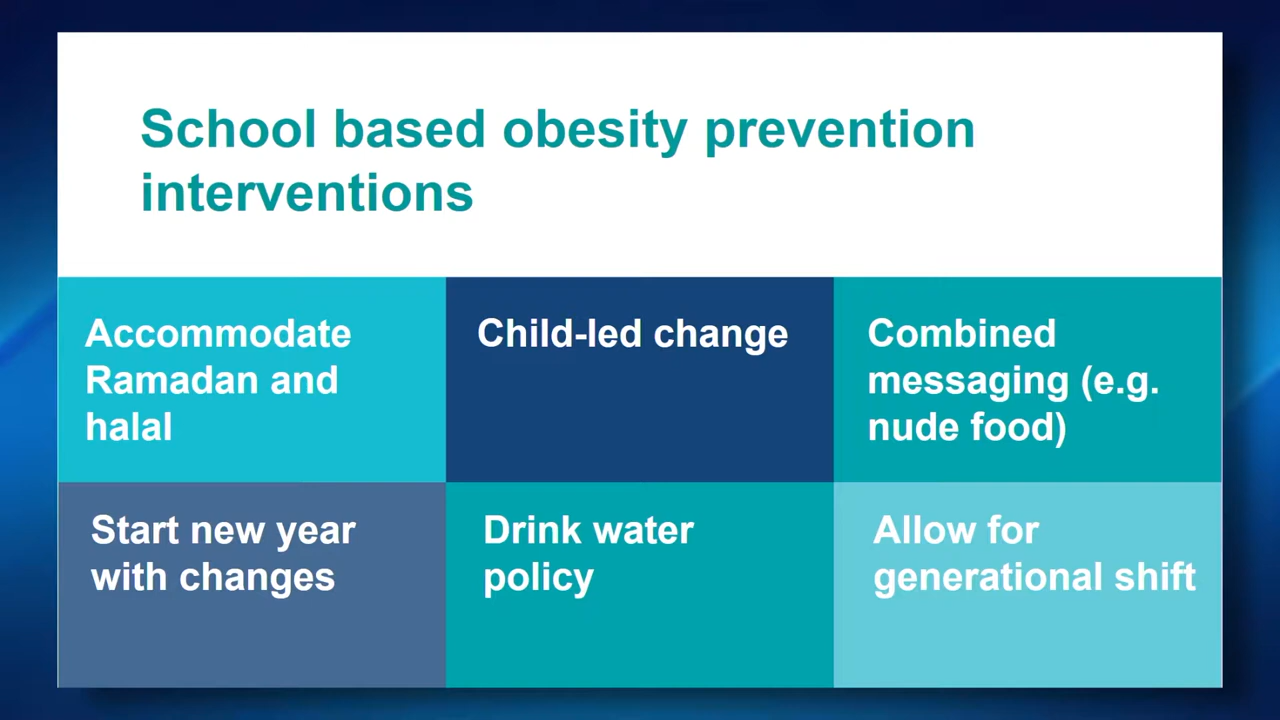 School based obesity prevention
interventions
Accommodate
Ramadan and
halal
Child-led change
Combined
messaging (e.g.
nude food)
Start new year
with changes
Drink water
policy
Allow for
generational shift